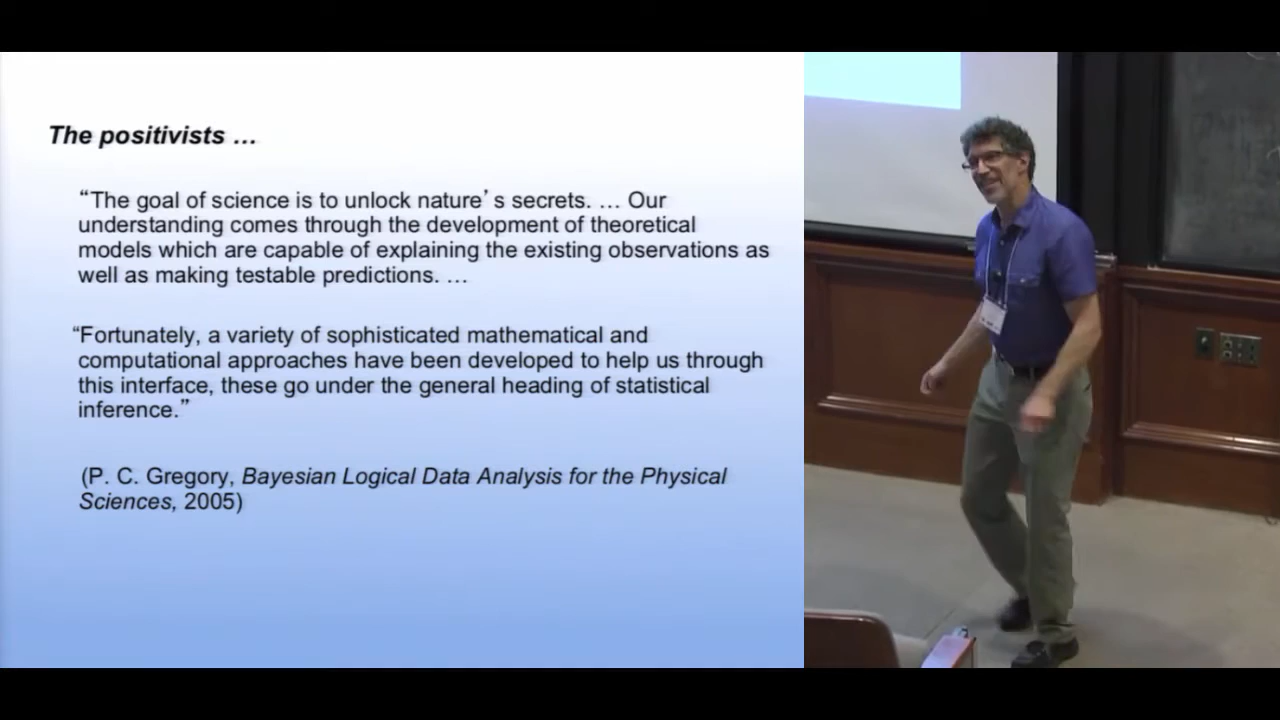 The positivists …
“The goal of science is to unlock nature’s secrets. … Our
understanding comes through the development of theoretical
models which are capable of explaining the existing observations as
well as making testable predictions. …
“Fortunately, a variety of sophisticated mathematical and
computational approaches have been developed to help us through
this interface, these go under the general heading of statistical
inference.”
(P. C. Gregory, Bayesian Logical Data Analysis for the Physical
Sciences, 2005)